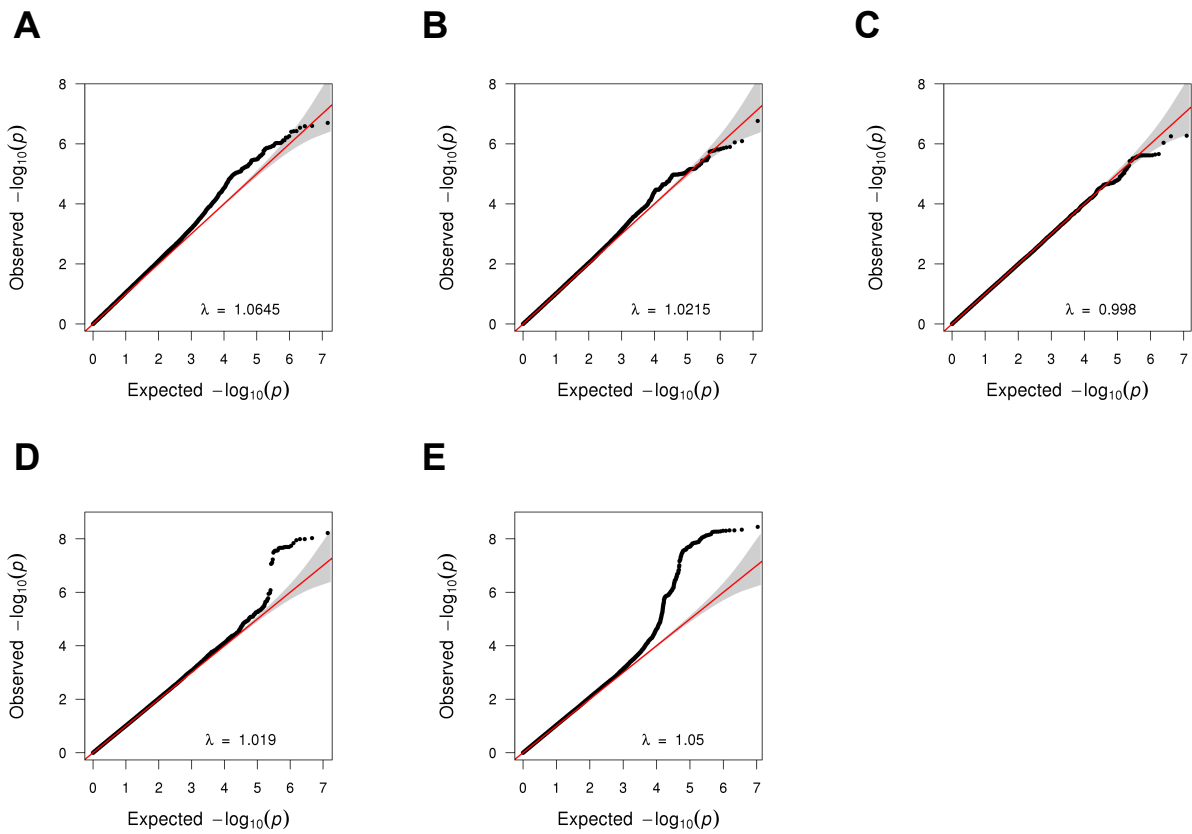 A
Observed −log10(p)
8
6
4
2
0
λ = 1.0645
0 1 2 3 4 5 6 7
Expected −log10(p)
B
Observed −log10(p)
8
6
4
2
0
λ = 1.0215
0 1 2 3 4 5 6 7
Expected −log10(p)
C
Observed −log10(p)
8
6
4
2
0
λ = 0.998
0 1 2 3 4 5 6 7
Expected −log10(p)
D
Observed −log10(p)
8
6
4
2
0
λ = 1.019
0 1 2 3 4 5 6 7
Expected −log10(p)
E
Observed −log10(p)
8
6
4
2
0
λ = 1.05
0 1 2 3 4 5 6 7
Expected −log10(p)